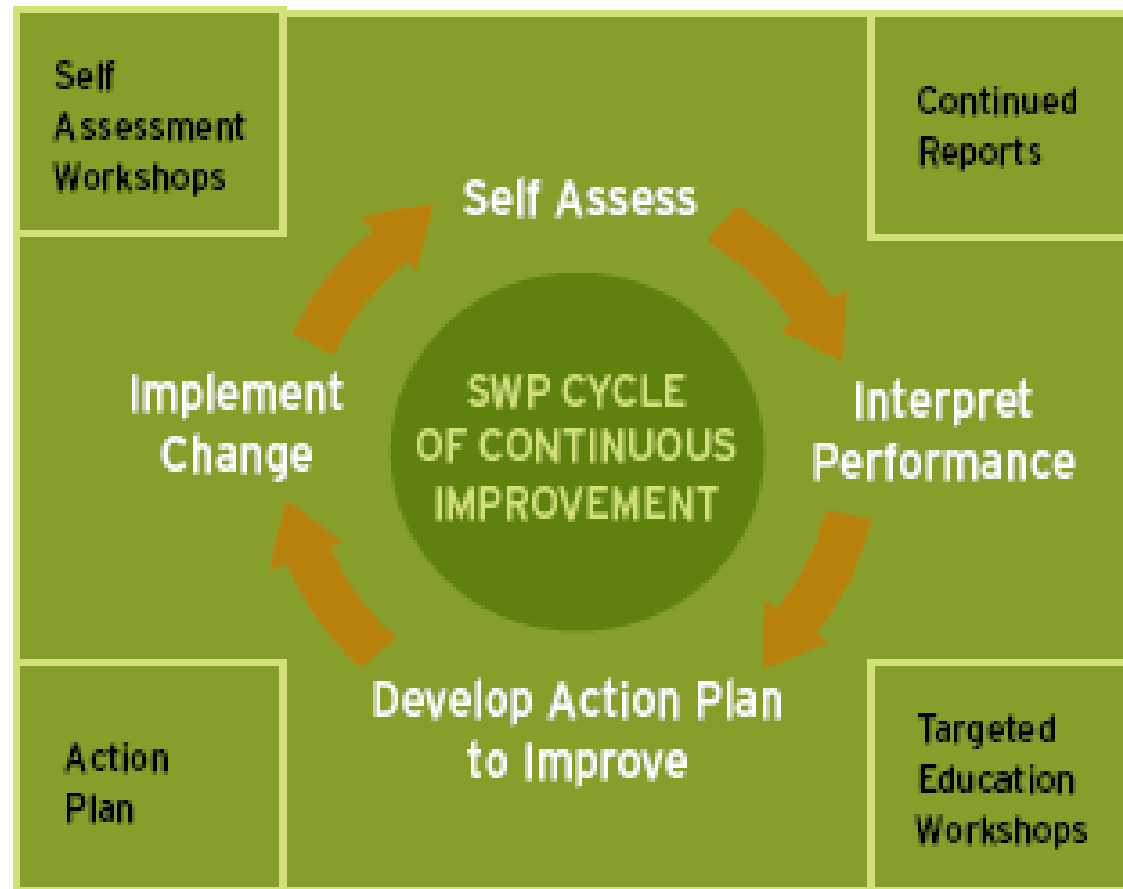 Self
Assessment
Workshops
Continued
Reports
Self Assess
Implement
Change
SWP CYCLE
OF CONTINUOUS
IMPROVEMENT
Interpret
Performance
Develop Action Plan
to Improve
Action
Plan
Targeted
Education
Workshops